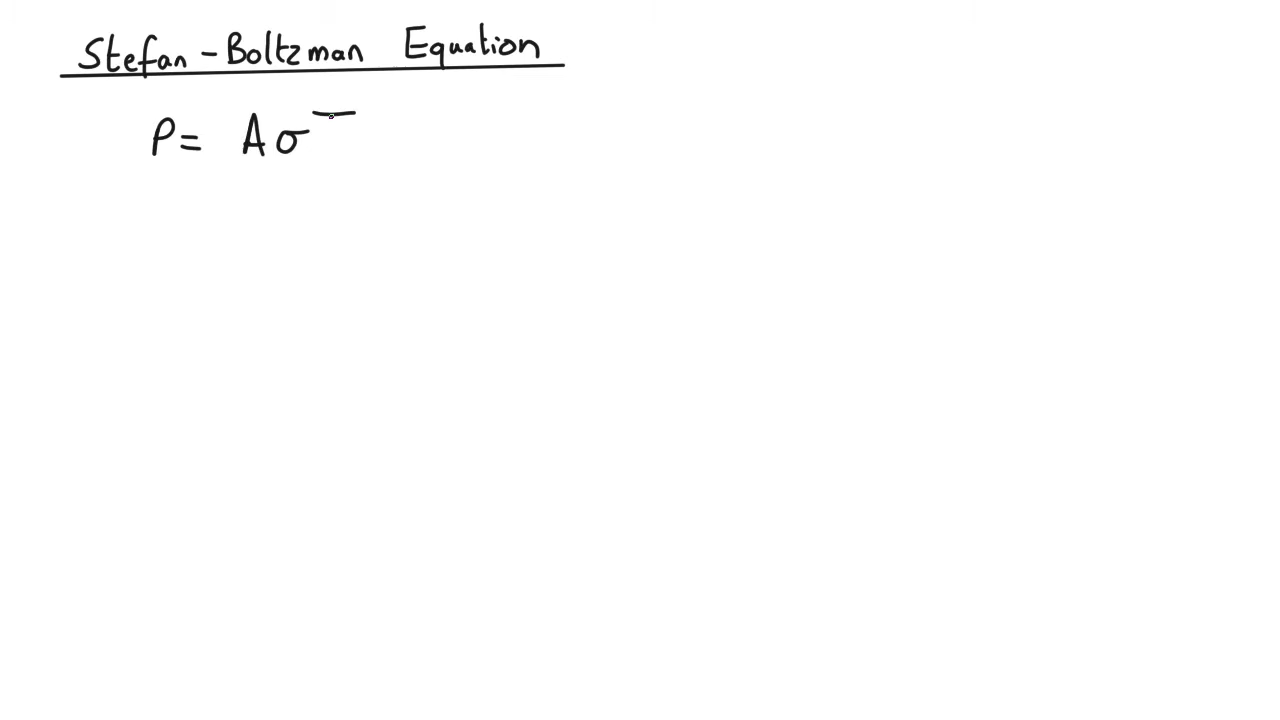 Stefan - Boltzman Equation
P = Aσ